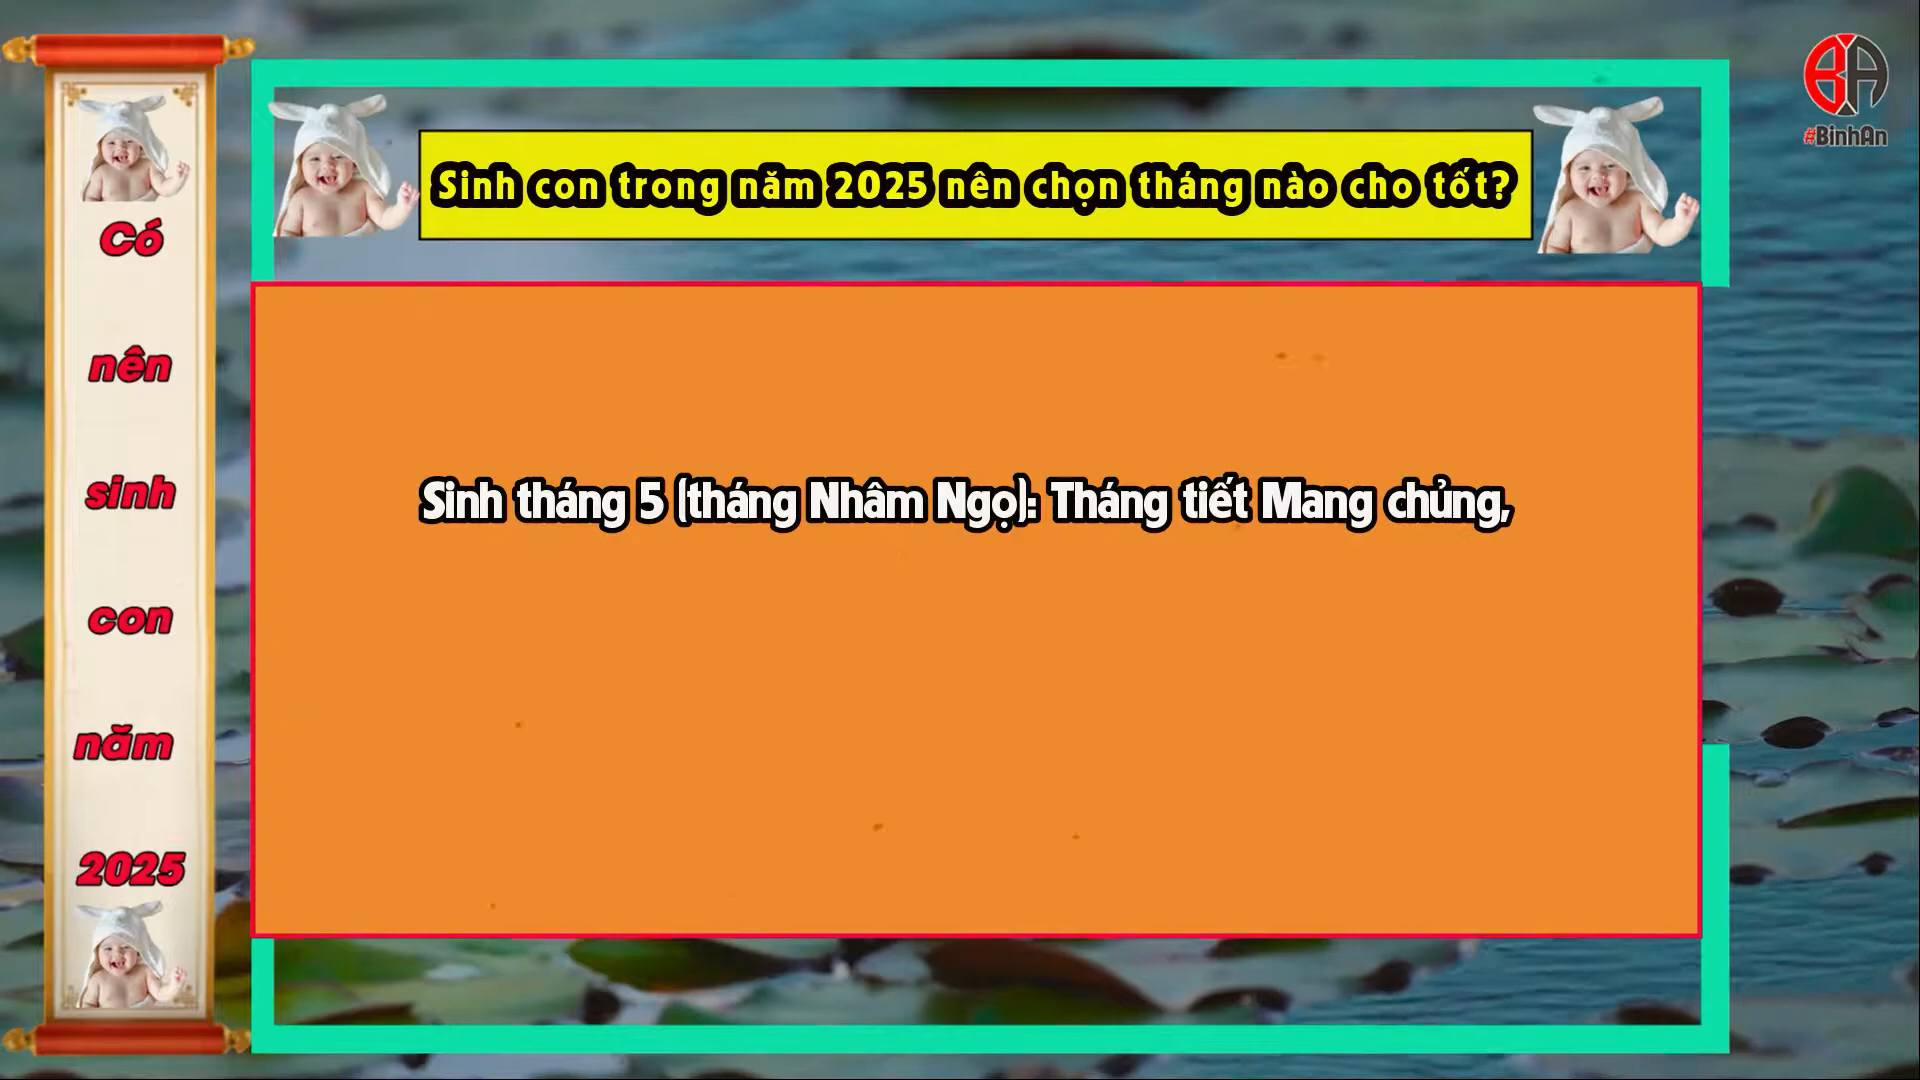 Có
nên
sinh
con
năm
2025
Sinh con trong năm 2025 nên chọn tháng nào cho tốt?
Sinh tháng 5 (tháng Nhâm Ngọ): Tháng tiết Mang chủng,
BA
#BinhAn